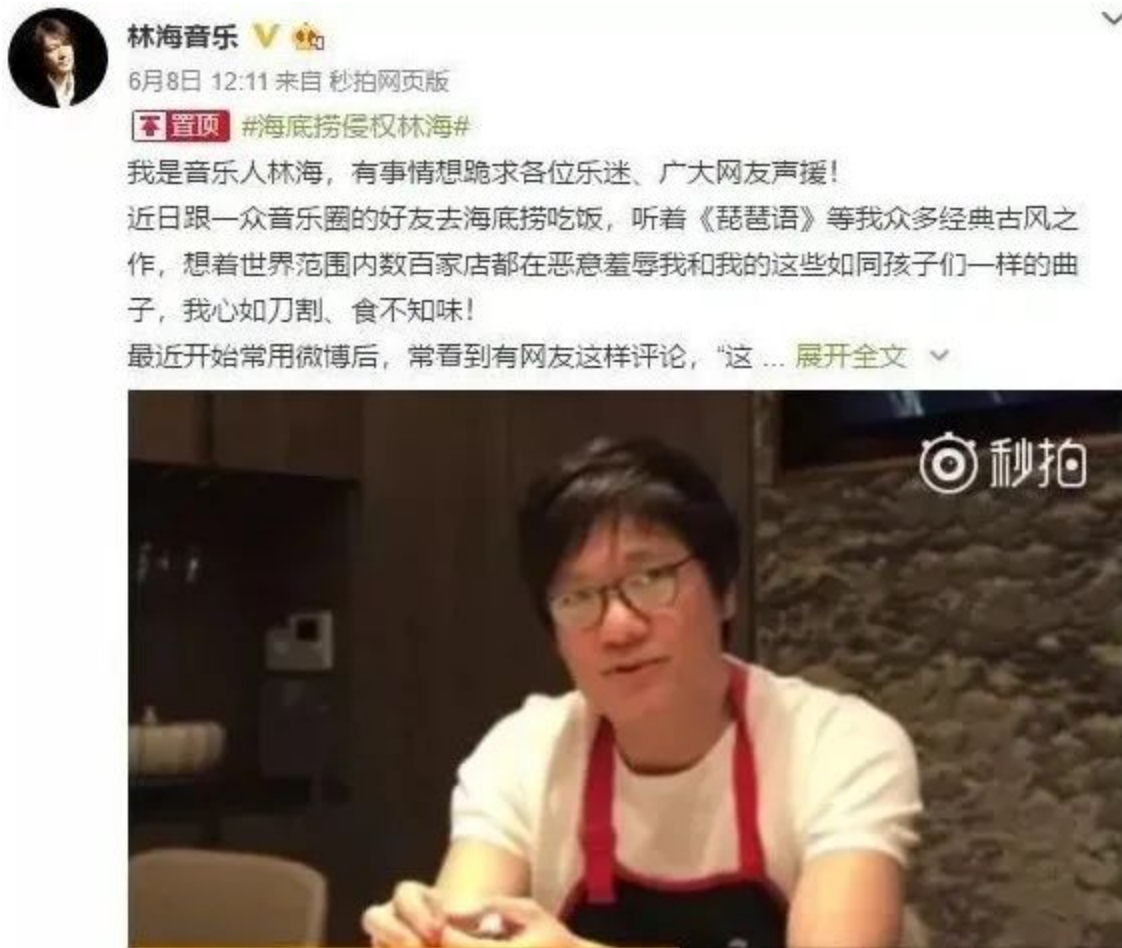 林海音乐
6月8日 12:11 来自 秒拍网页版
置顶 #海底捞侵权林海#
我是音乐人林海，有事情想跪求各位乐迷、广大网友声援！
近日跟一众音乐圈的好友去海底捞吃饭，听着《琵琶语》等我众多经典古风之
作，想着世界范围内数百家店都在恶意羞辱我和我的这些如同孩子们一样的曲
子，我心如刀割、食不知味！
最近开始常用微博后，常看到有网友这样评论，“这 ... 展开全文
秒拍